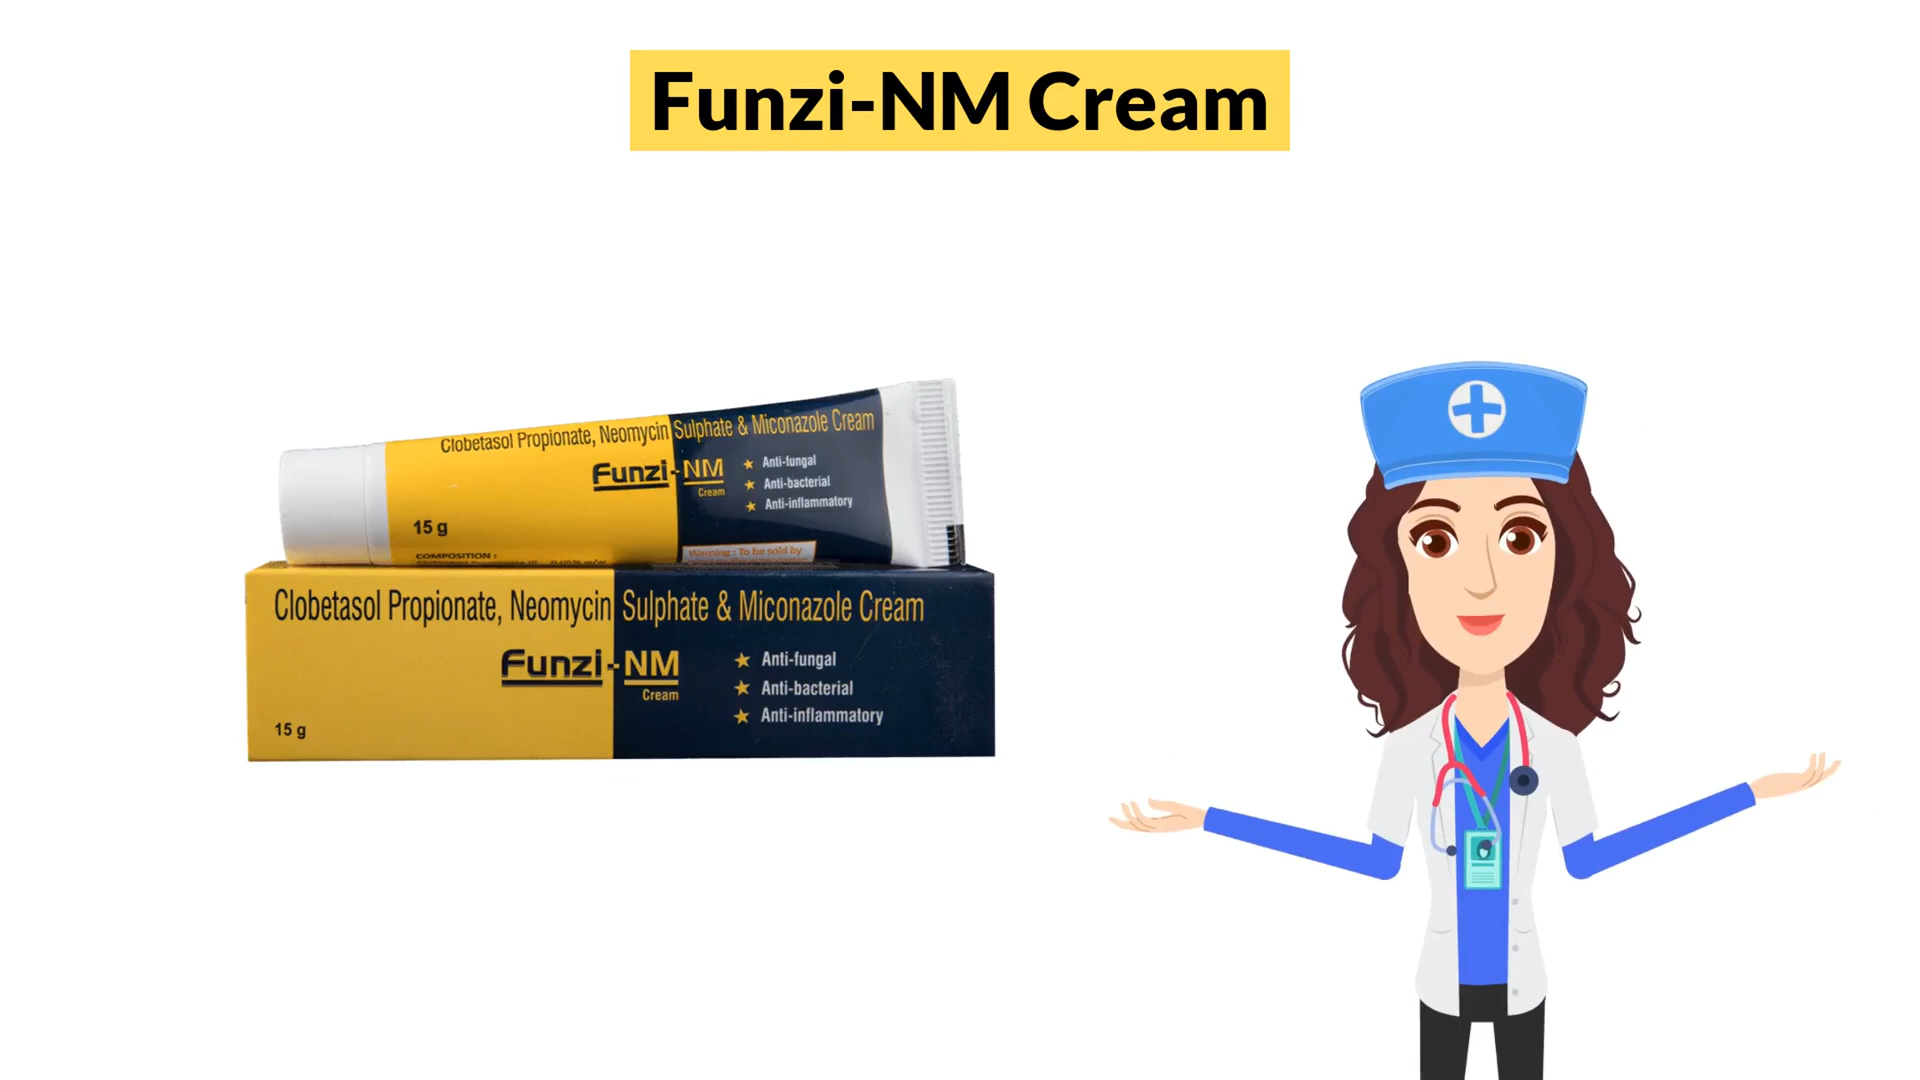 Funzi-NM Cream
Clobetasol Propionate, Neomycin Sulphate & Miconazole Cream
Funzi-NM
Cream
★ Anti-fungal
★ Anti-bacterial
★ Anti-inflammatory
15 g
COMPOSITION :
Warning : To be sold by
Clobetasol Propionate, Neomycin Sulphate & Miconazole Cream
Funzi-NM
Cream
★ Anti-fungal
★ Anti-bacterial
★ Anti-inflammatory
15 g